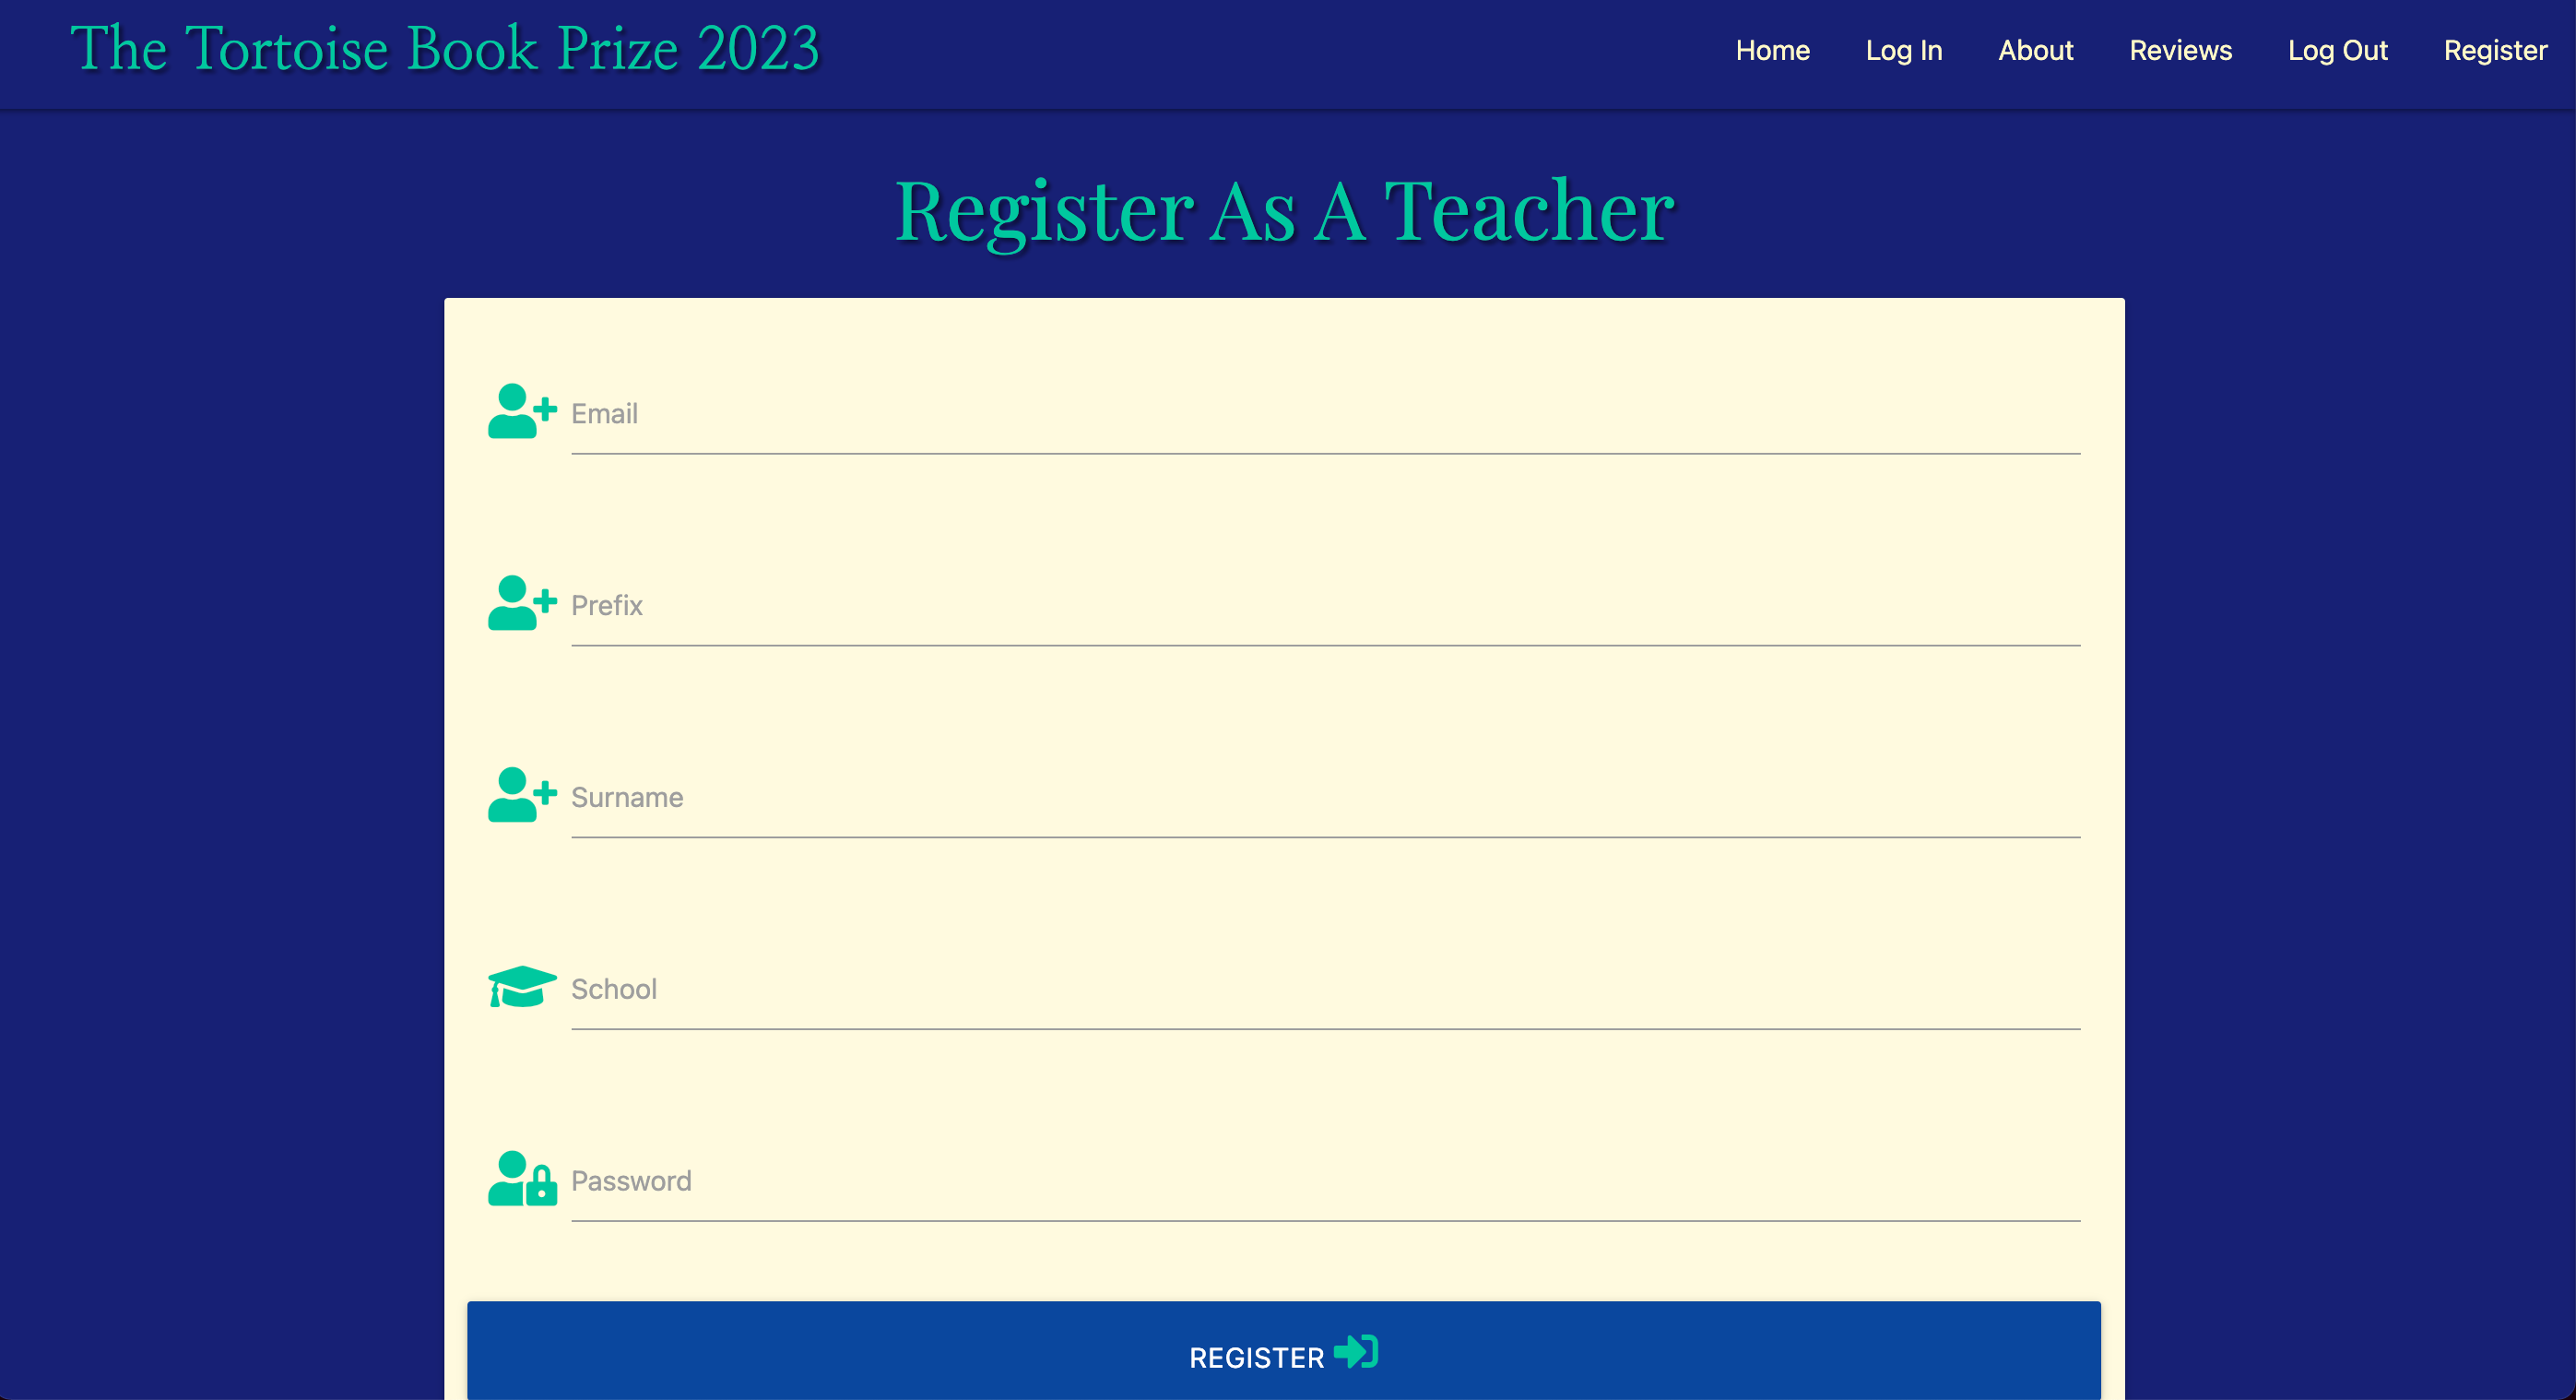 The Tortoise Book Prize 2023
Home Log In About Reviews Log Out Register
Register As A Teacher
Email
Prefix
Surname
School
Password
REGISTER